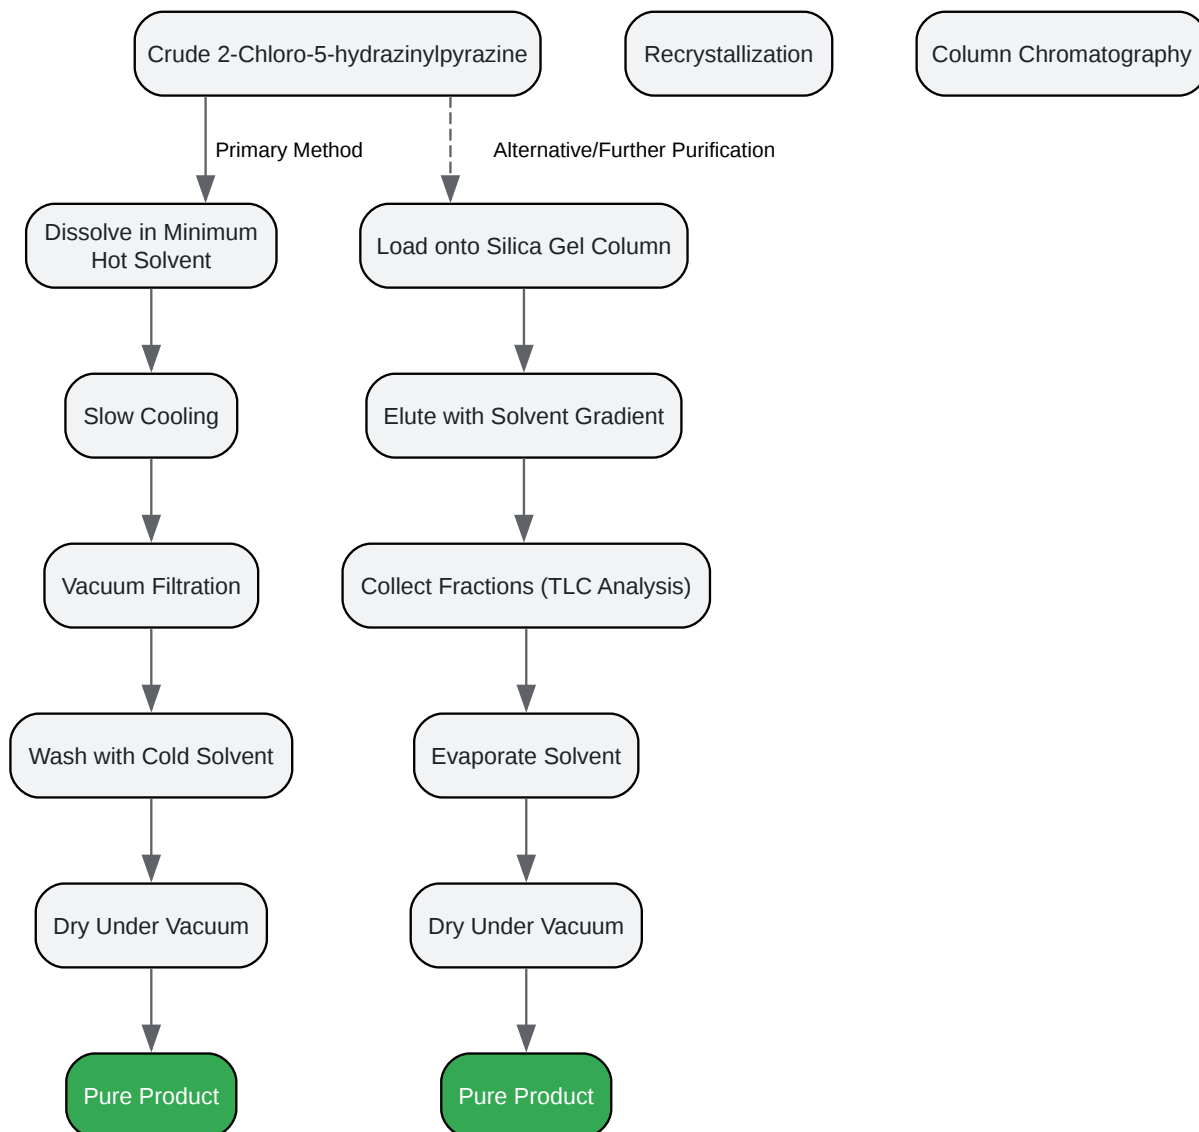 Crude 2-Chloro-5-hydrazinylpyrazine
Recrystallization
Column Chromatography
Primary Method
Alternative/Further Purification
Dissolve in Minimum
Hot Solvent
Load onto Silica Gel Column
Slow Cooling
Elute with Solvent Gradient
Vacuum Filtration
Collect Fractions (TLC Analysis)
Wash with Cold Solvent
Evaporate Solvent
Dry Under Vacuum
Dry Under Vacuum
Pure Product
Pure Product